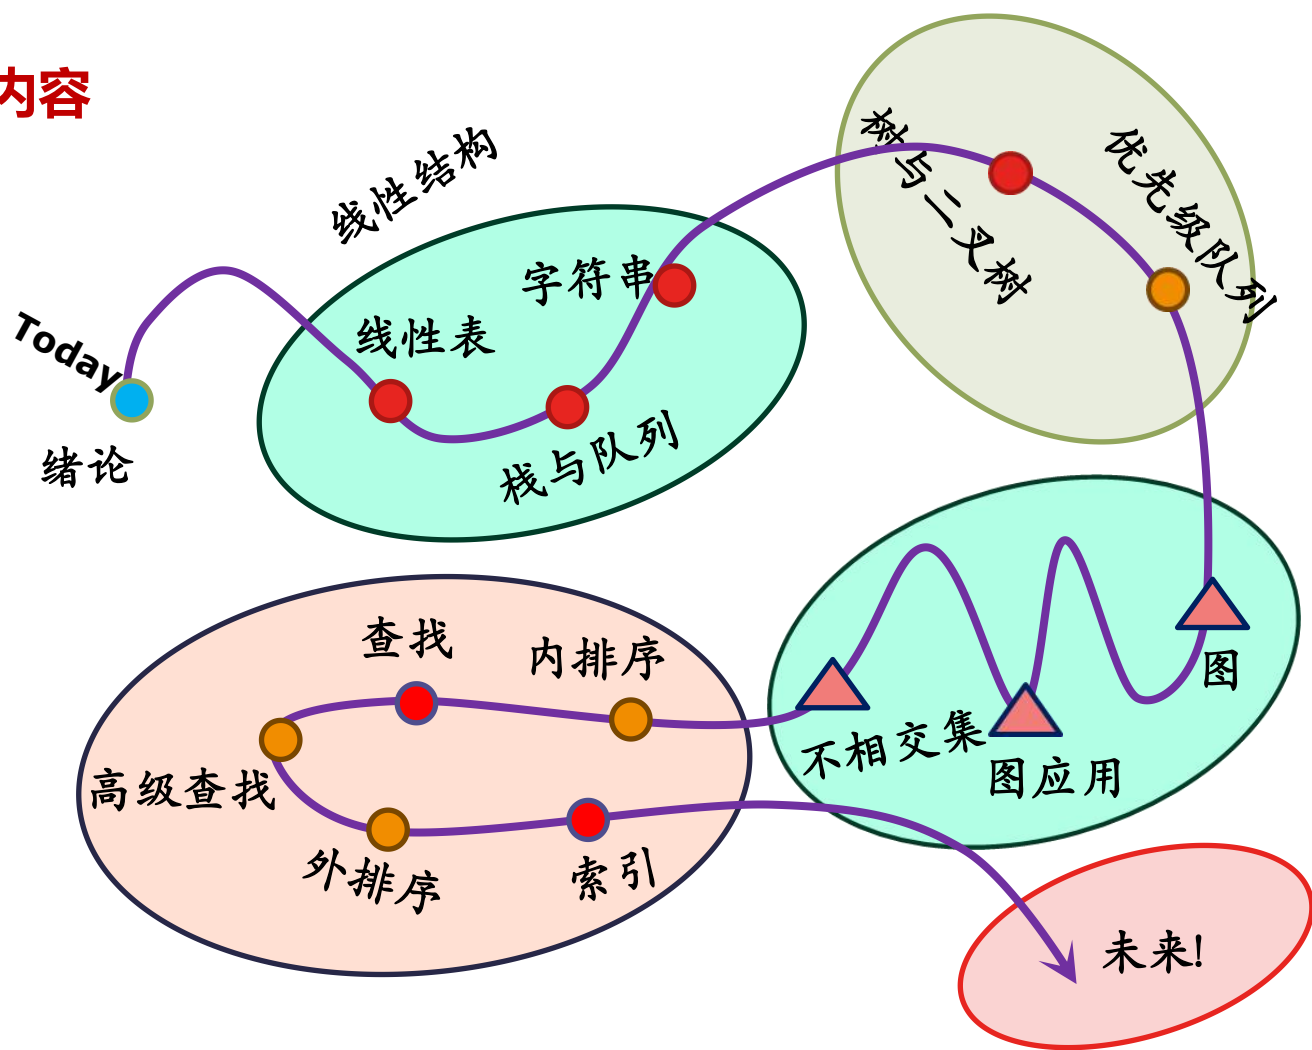 内容
线性结构
树与二叉树
优先级队列
字符串
线性表
Today
绪论
栈与队列
查找
内排序
图
不相交集
图应用
高级查找
外排序
索引
未来!